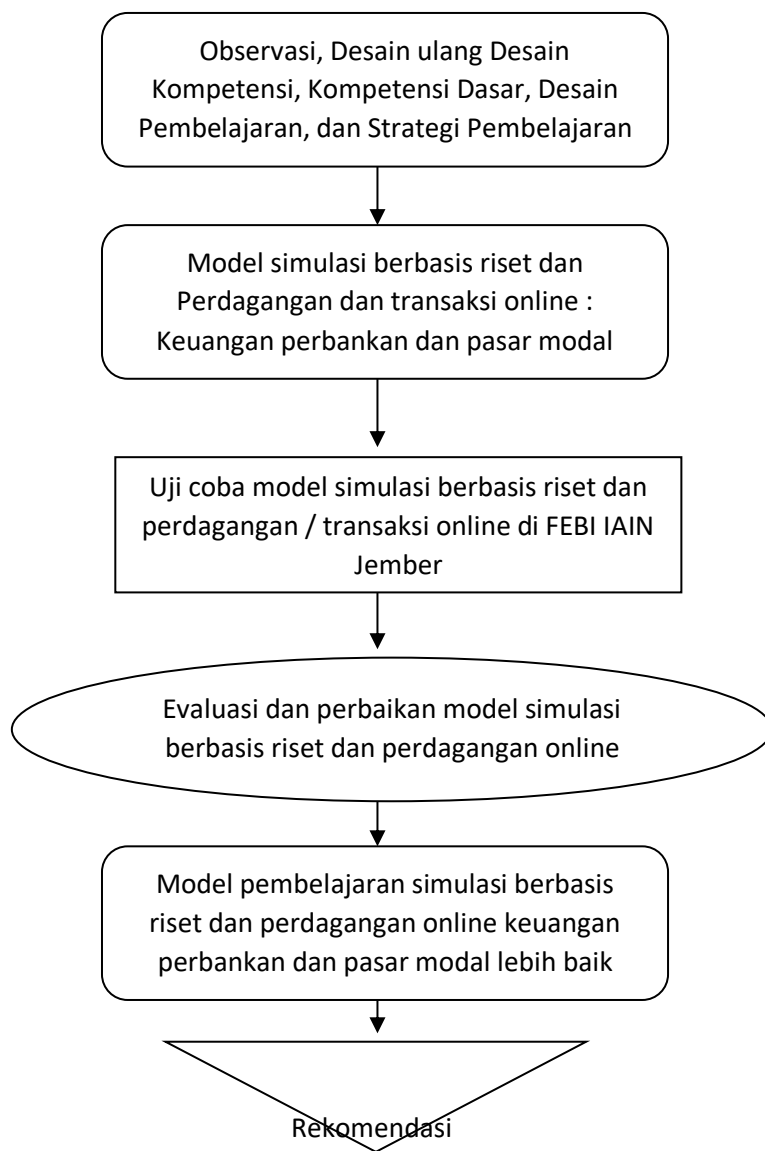 Observasi, Desain ulang Desain
Kompetensi, Kompetensi Dasar, Desain
Pembelajaran, dan Strategi Pembelajaran
Model simulasi berbasis riset dan
Perdagangan dan transaksi online :
Keuangan perbankan dan pasar modal
Uji coba model simulasi berbasis riset dan
perdagangan / transaksi online di FEBI IAIN
Jember
Evaluasi dan perbaikan model simulasi
berbasis riset dan perdagangan online
Model pembelajaran simulasi berbasis
riset dan perdagangan online keuangan
perbankan dan pasar modal lebih baik
Rekomendasi